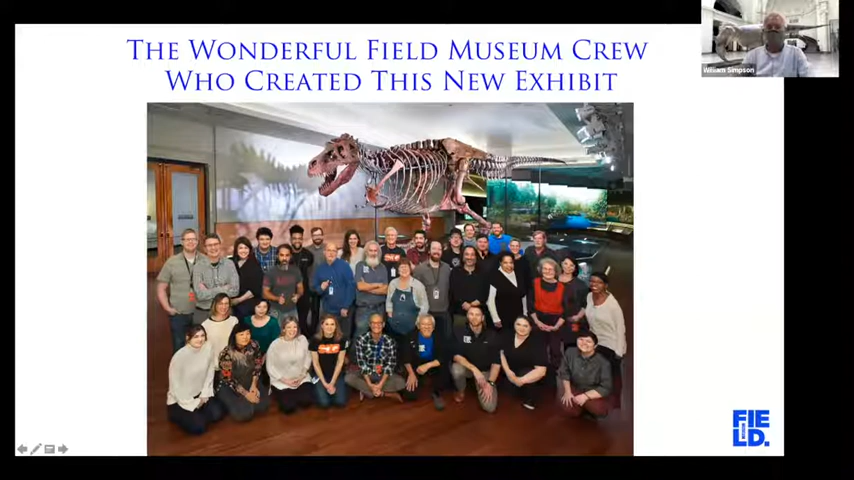 THE WONDERFUL FIELD MUSEUM CREW
WHO CREATED THIS NEW EXHIBIT
William Simpson
FIE
LD.